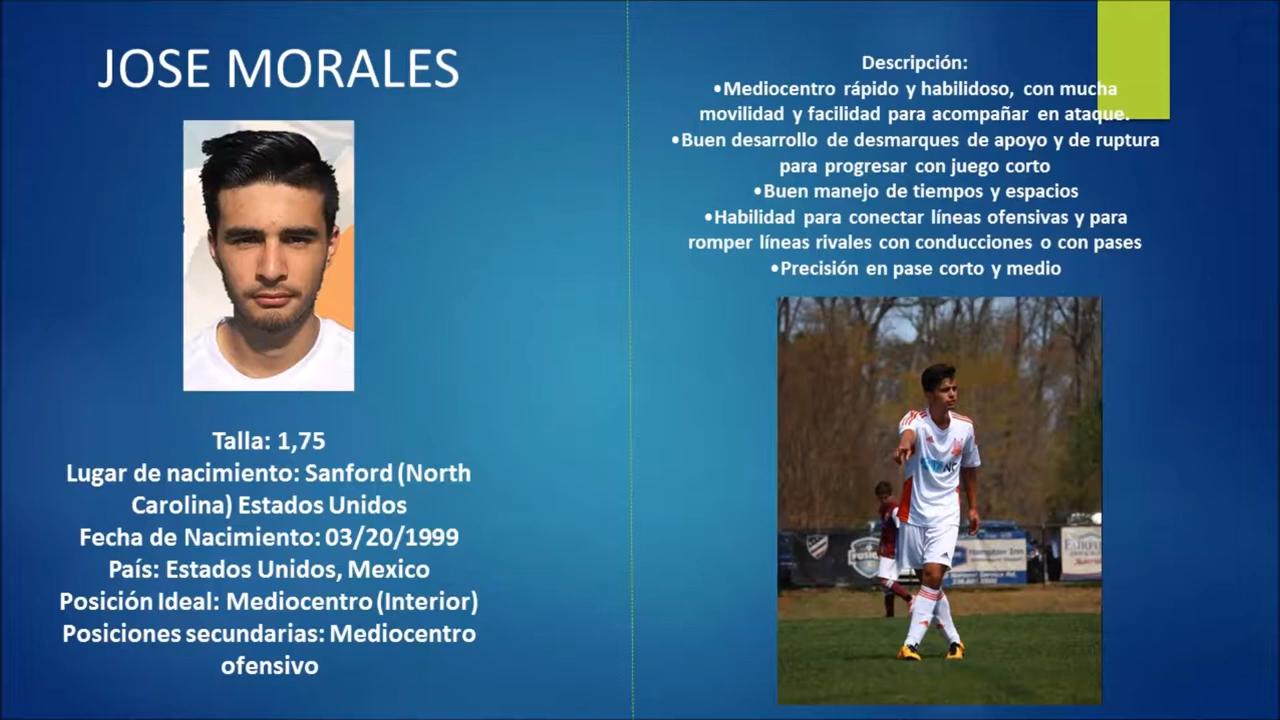 JOSE MORALES
Talla: 1,75
Lugar de nacimiento: Sanford (North
Carolina) Estados Unidos
Fecha de Nacimiento: 03/20/1999
País: Estados Unidos, Mexico
Posición Ideal: Mediocentro (Interior)
Posiciones secundarias: Mediocentro
ofensivo
Descripción:
•Mediocentro rápido y habilidoso, con mucha
movilidad y facilidad para acompañar en ataque.
•Buen desarrollo de desmarques de apoyo y de ruptura
para progresar con juego corto
•Buen manejo de tiempos y espacios
•Habilidad para conectar líneas ofensivas y para
romper líneas rivales con conducciones o con pases
•Precisión en pase corto y medio
Hampton Inn